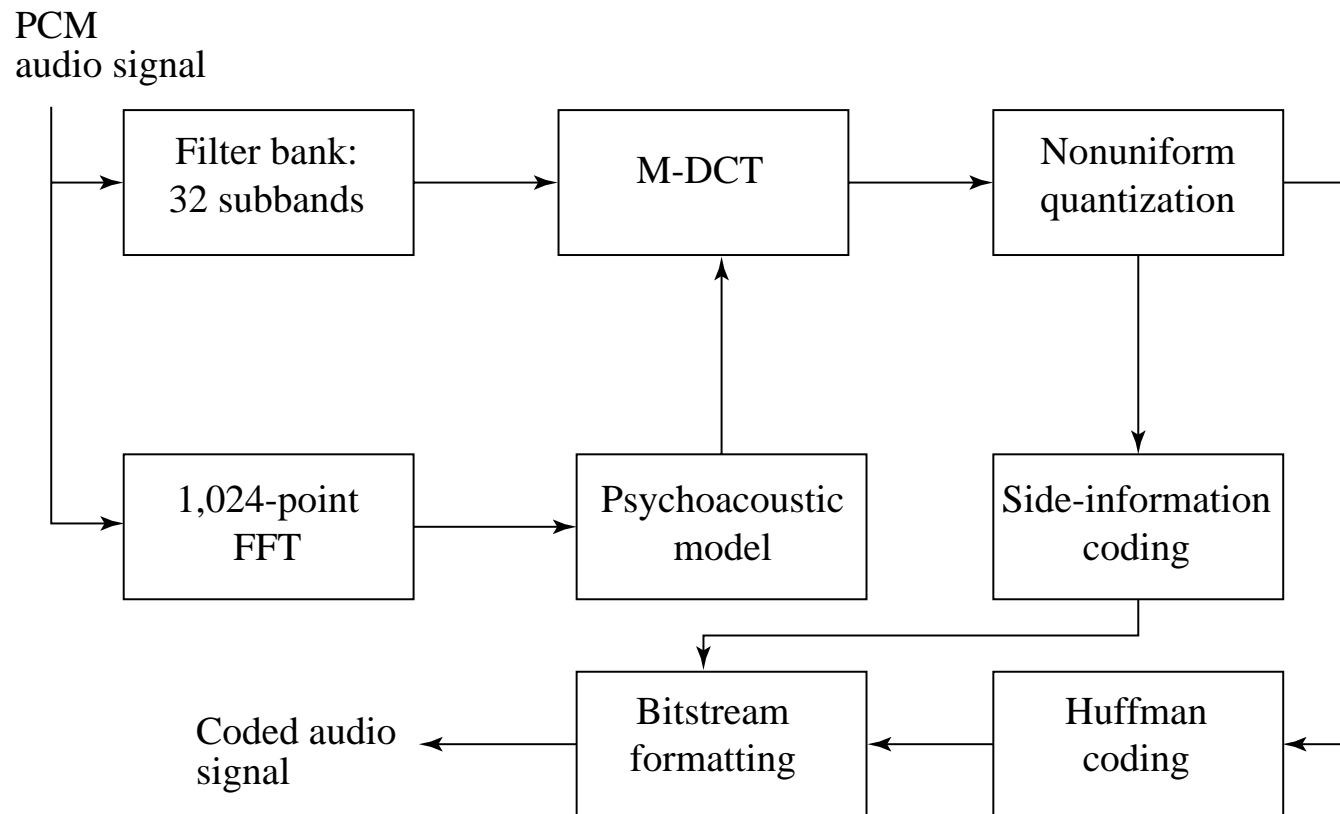 PCM
audio signal
Filter bank:
32 subbands
M-DCT
Nonuniform
quantization
1,024-point
FFT
Psychoacoustic
model
Side-information
coding
Coded audio
signal
Bitstream
formatting
Huffman
coding